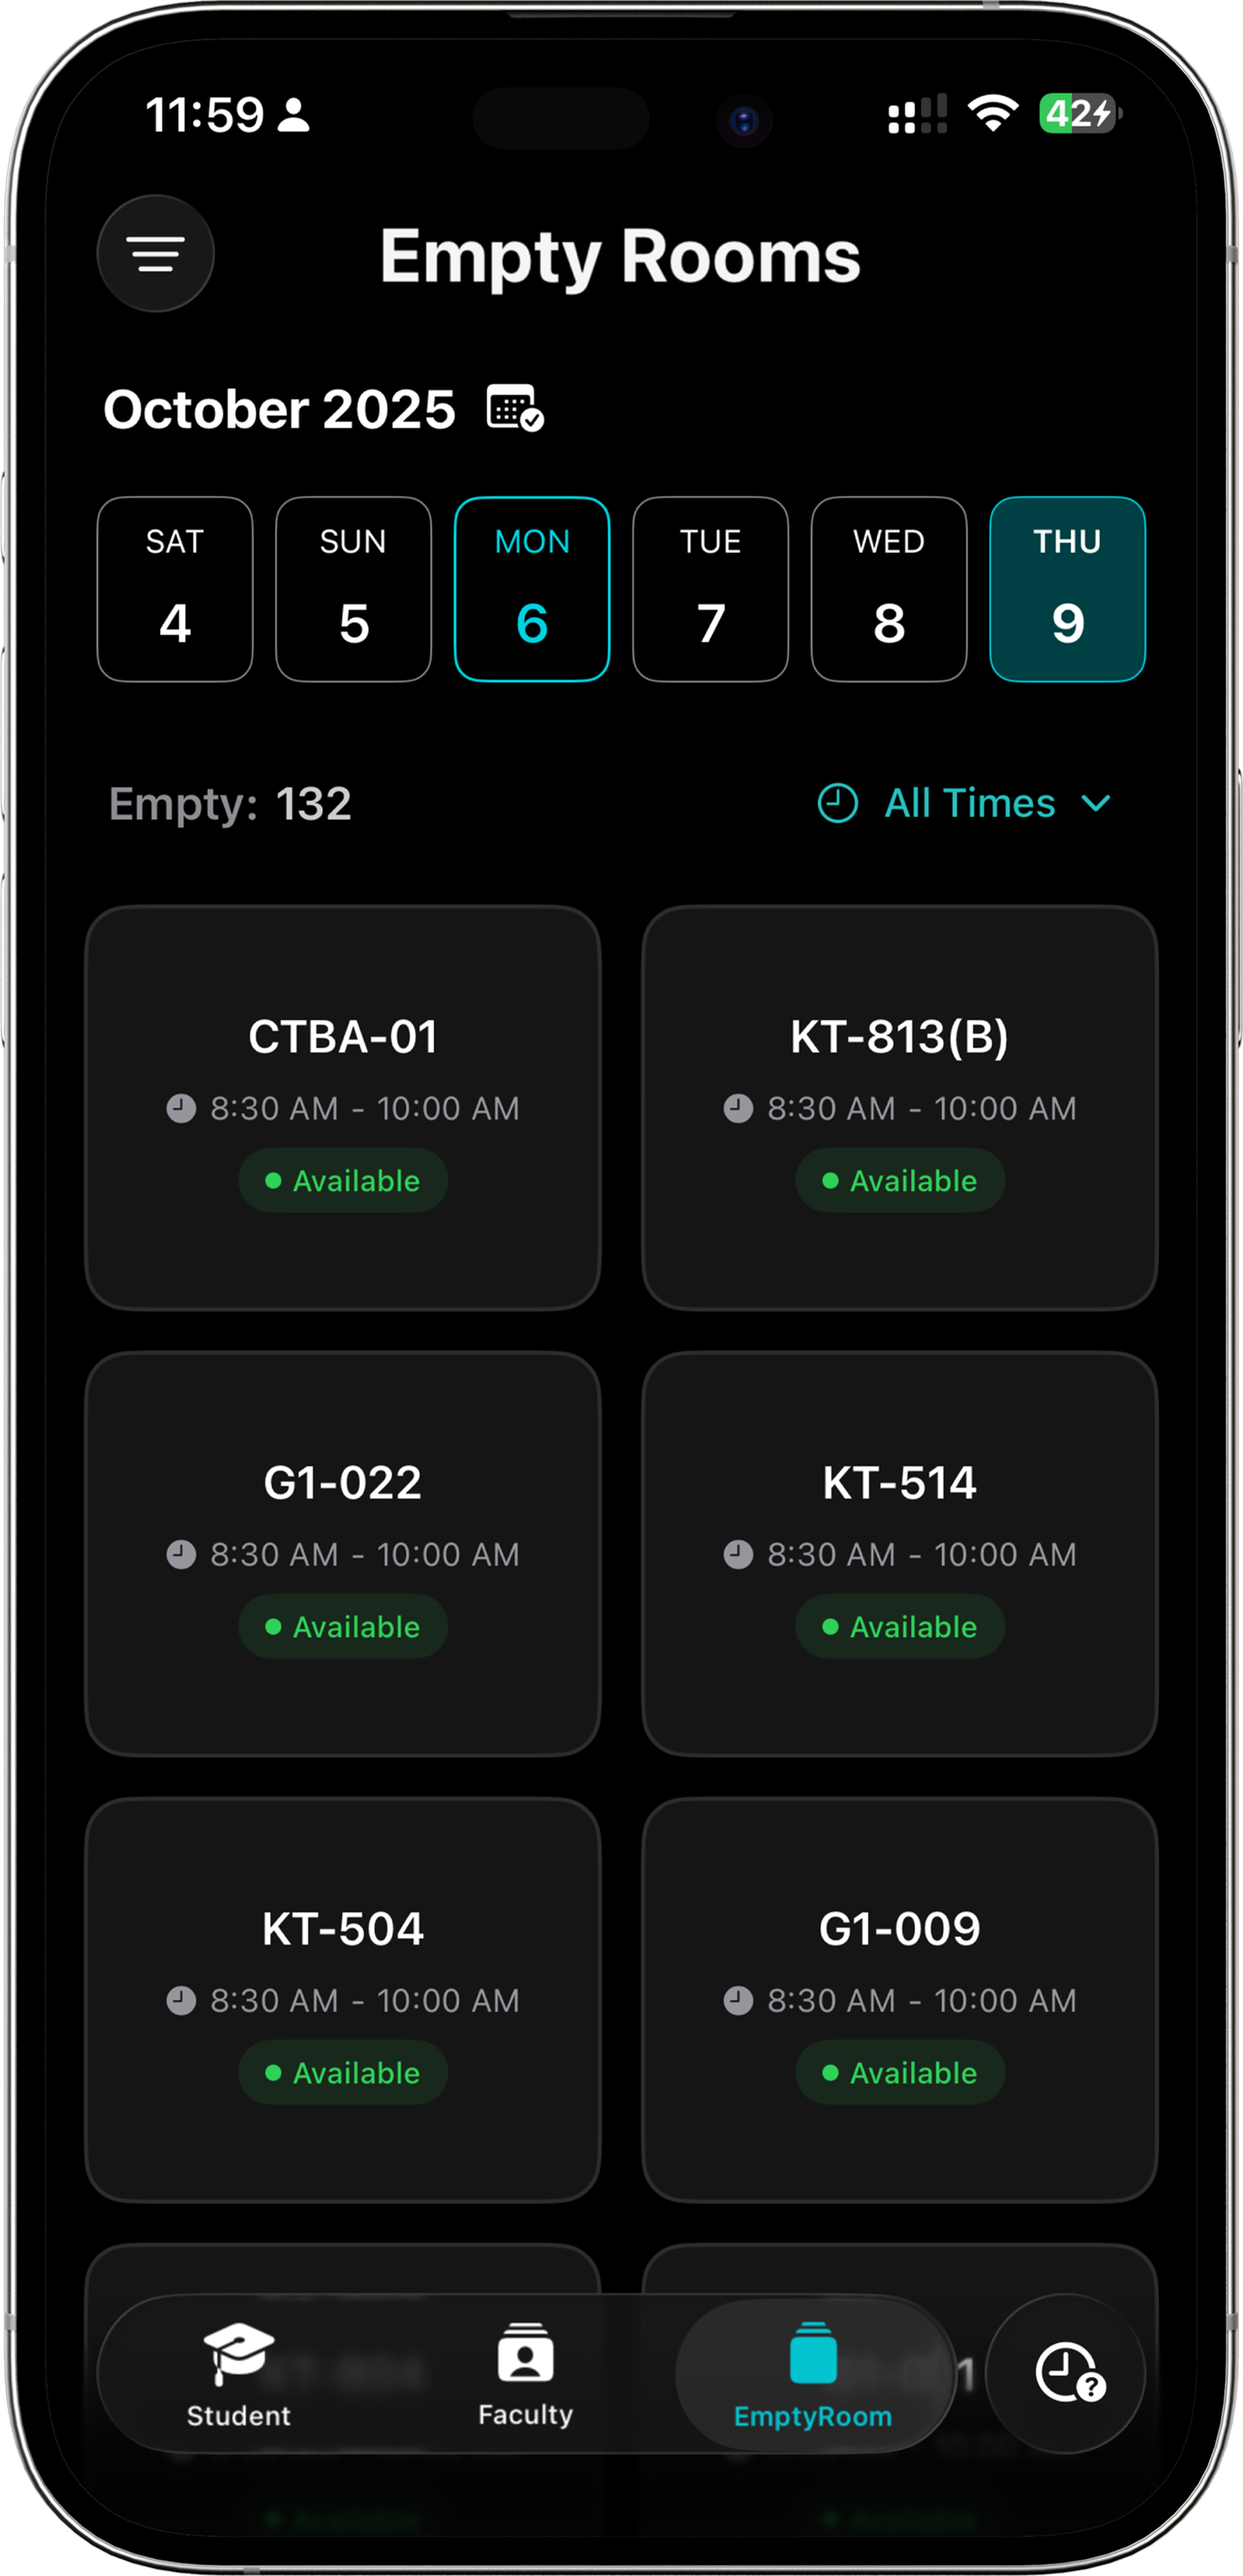 11:59
42
Empty Rooms
October 2025
SAT SUN MON TUE WED THU
4 5 6 7 8 9
Empty: 132 All Times
CTBA-01 KT-813(B)
8:30 AM - 10:00 AM 8:30 AM - 10:00 AM
Available Available
G1-022 KT-514
8:30 AM - 10:00 AM 8:30 AM - 10:00 AM
Available Available
KT-504 G1-009
8:30 AM - 10:00 AM 8:30 AM - 10:00 AM
Available Available
Student Faculty EmptyRoom
?